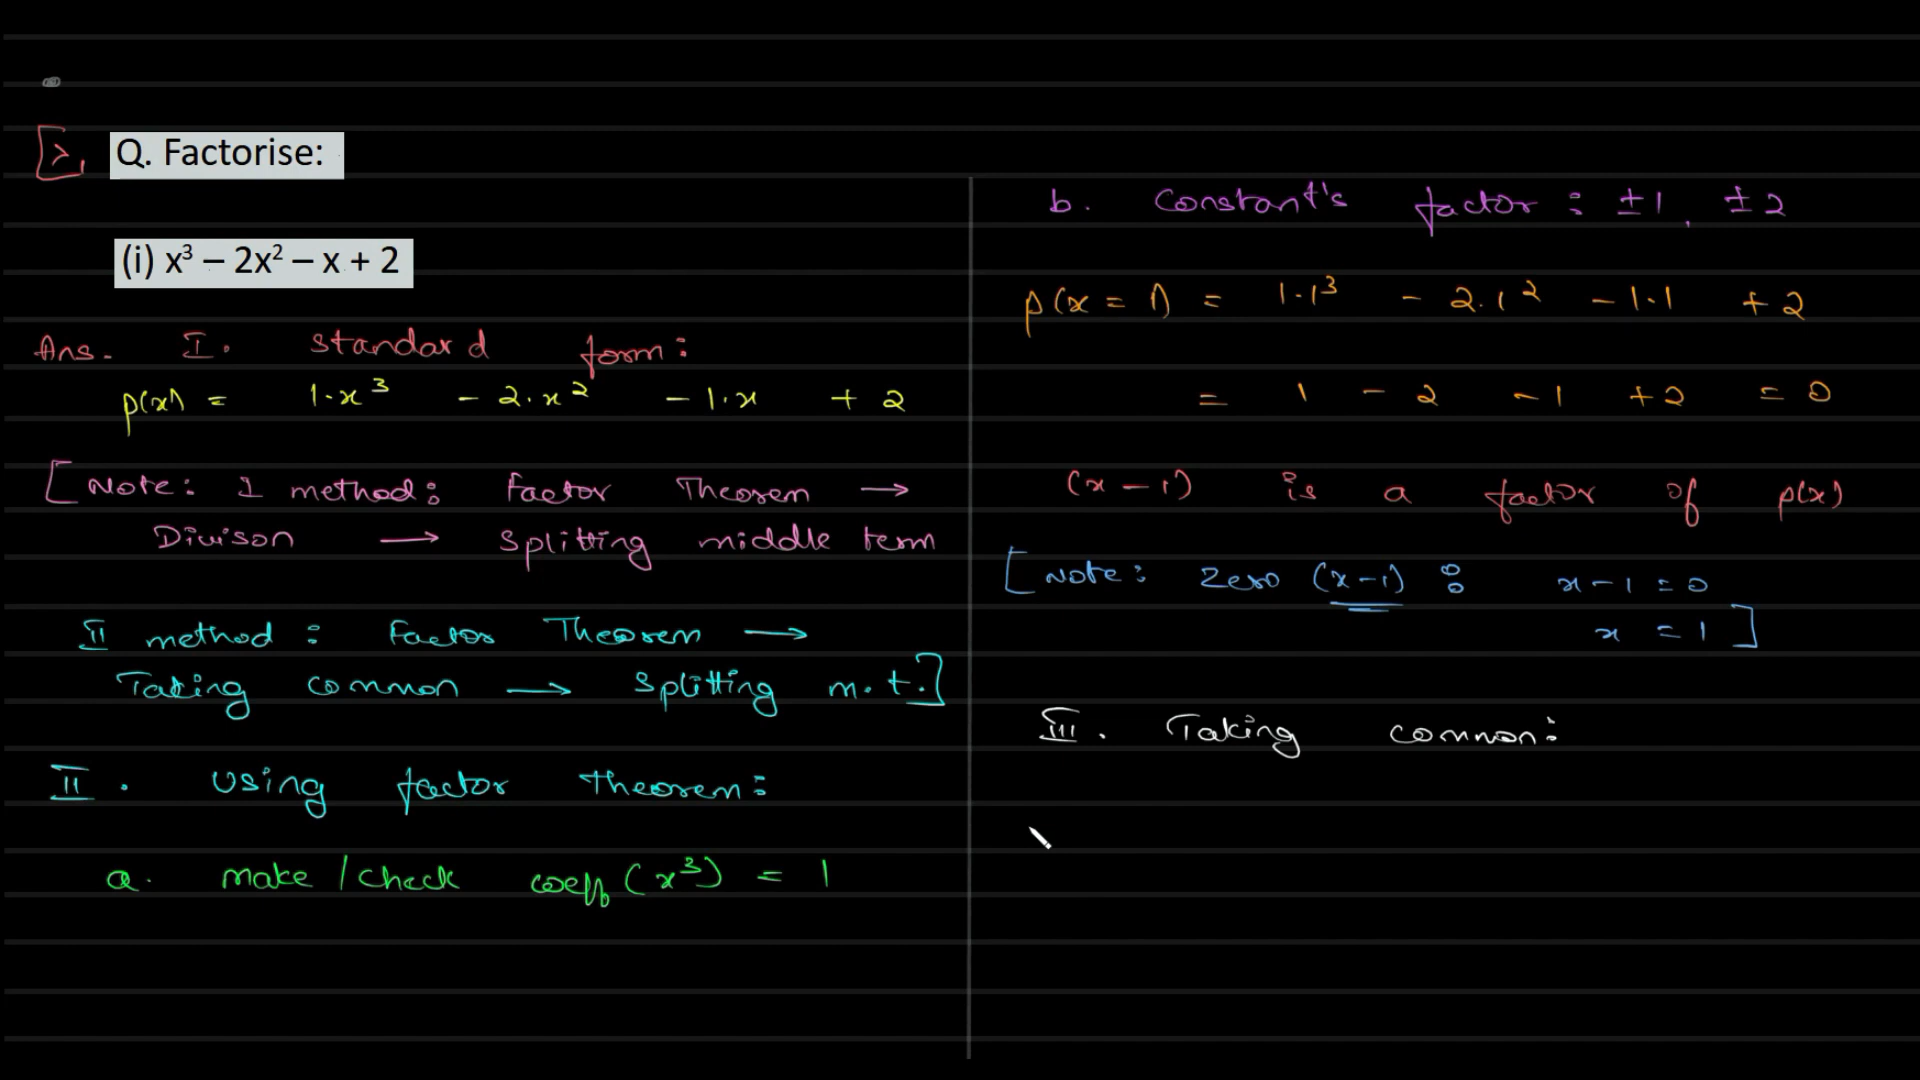 Q. Factorise:
(i) x³ – 2x² – x + 2
Ans. I. standard form:
p(x) = 1.x³ - 2.x² - 1.x + 2
[Note: I method: Factor Theorem →
Divison → Splitting middle term
II method: Factor Theorem →
Taking common → Splitting m.t.]
II. Using factor theorem:
a. make/check coeff(x³) = 1
b. Constant's factor: ±1, ±2
p(x = 1) = 1.1³ - 2.1² - 1.1 + 2
= 1 - 2 - 1 + 2 = 0
(x - 1) is a factor of p(x)
[Note: Zero (x-1): x - 1 = 0
x = 1]
III. Taking common: